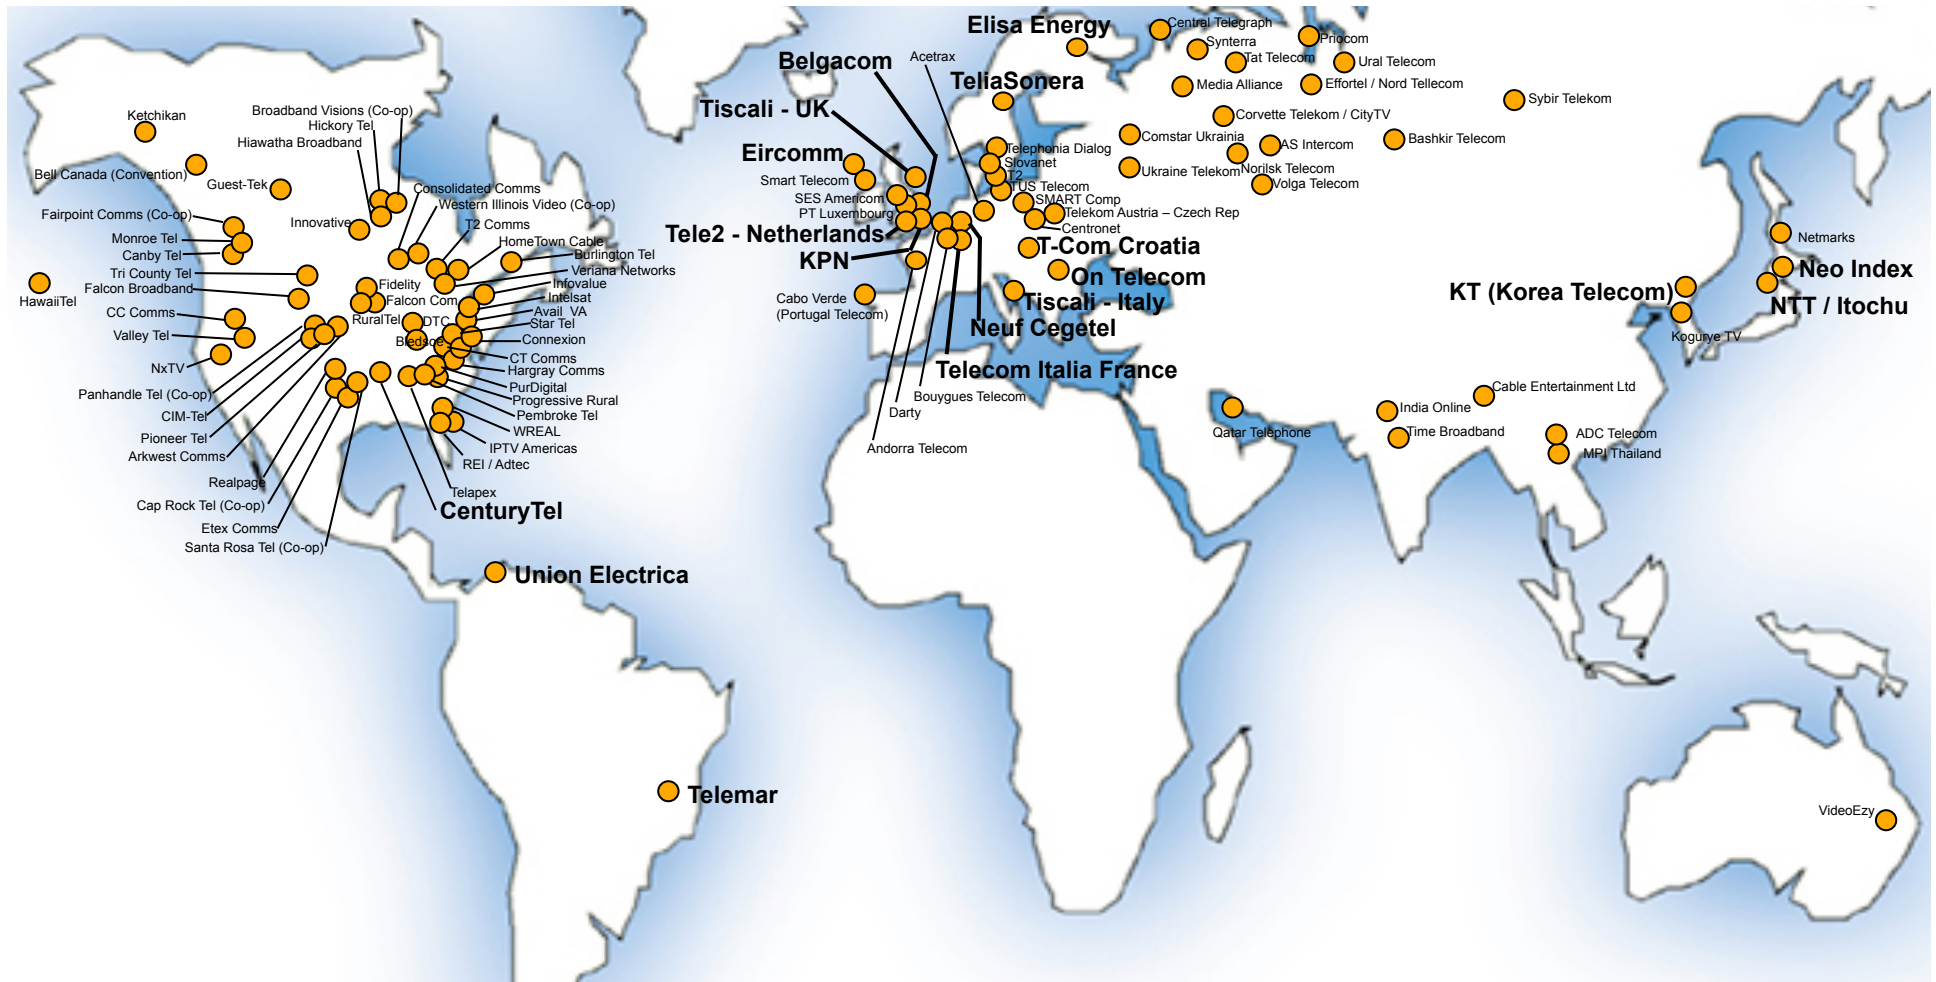 Elisa Energy
Central Telegraph
Synterra
Priocom
Belgacom
Acetrax
Tat Telecom
Ural Telecom
TeliaSonera
Media Alliance
Effortel / Nord Tellecom
Sybir Telekom
Tiscali - UK
Broadband Visions (Co-op)
Ketchikan
Hickory Tel
Corvette Telekom / CityTV
Hiawatha Broadband
Comstar Ukrainia
Bashkir Telecom
AS Intercom
Eircomm
Telephonia Dialog
Slovanet
Norilsk Telecom
Bell Canada (Convention)
Ukraine Telekom
T2
Smart Telecom
Guest-Tek
Volga Telecom
TUS Telecom
Consolidated Comms
SES Americom
SMART Comp
Western Illinois Video (Co-op)
PT Luxembourg
Telekom Austria – Czech Rep
Fairpoint Comms (Co-op)
Innovative
T2 Comms
Centronet
Tele2 - Netherlands
Monroe Tel
HomeTown Cable
Netmarks
T-Com Croatia
Canby Tel
Burlington Tel
KPN
Tri County Tel
Veriana Networks
Neo Index
On Telecom
Falcon Broadband
Fidelity
Infovalue
KT (Korea Telecom)
HawaiiTel
Falcon Com
Intelsat
Cabo Verde
(Portugal Telecom)
Tiscali - Italy
NTT / Itochu
CC Comms
RuralTel
DTC
Avail VA
Star Tel
Neuf Cegetel
Valley Tel
Bledsoe
Connexion
Kogurye TV
CT Comms
NxTV
Hargray Comms
Telecom Italia France
PurDigital
Cable Entertainment Ltd
Panhandle Tel (Co-op)
Progressive Rural
Bouygues Telecom
India Online
CIM-Tel
Pembroke Tel
Darty
WREAL
Qatar Telephone
Time Broadband
ADC Telecom
Pioneer Tel
IPTV Americas
Andorra Telecom
MPI Thailand
Arkwest Comms
REI / Adtec
Realpage
Telapex
Cap Rock Tel (Co-op)
CenturyTel
Etex Comms
Santa Rosa Tel (Co-op)
Union Electrica
Telemar
VideoEzy